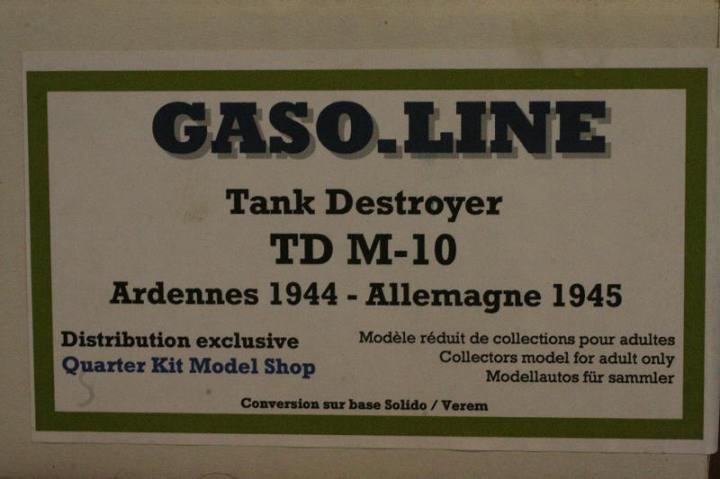 GASO.LINE
Tank Destroyer
TD M-10
Ardennes 1944 - Allemagne 1945
Distribution exclusive
Quarter Kit Model Shop
Modèle réduit de collections pour adultes
Collectors model for adult only
Modellautos für sammler
Conversion sur base Solido / Verem